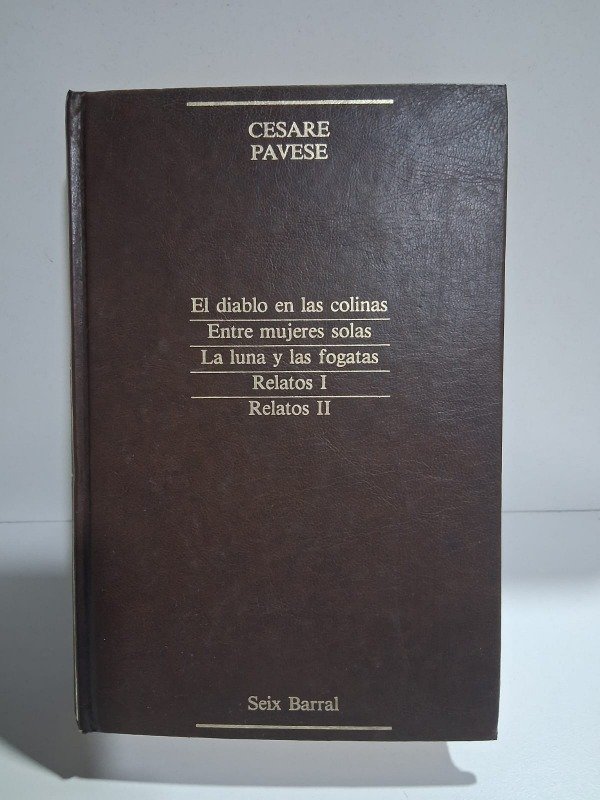 CESARE
PAVESE
El diablo en las colinas
Entre mujeres solas
La luna y las fogatas
Relatos I
Relatos II
Seix Barral